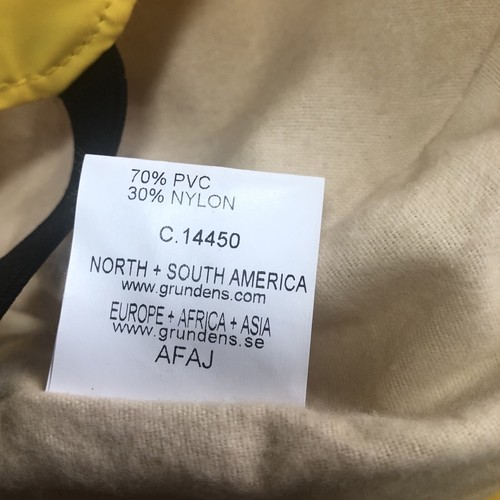 70% PVC
30% NYLON
C.14450
NORTH + SOUTH AMERICA
www.grundens.com
EUROPE + AFRICA + ASIA
www.grundens.se
AFAJ